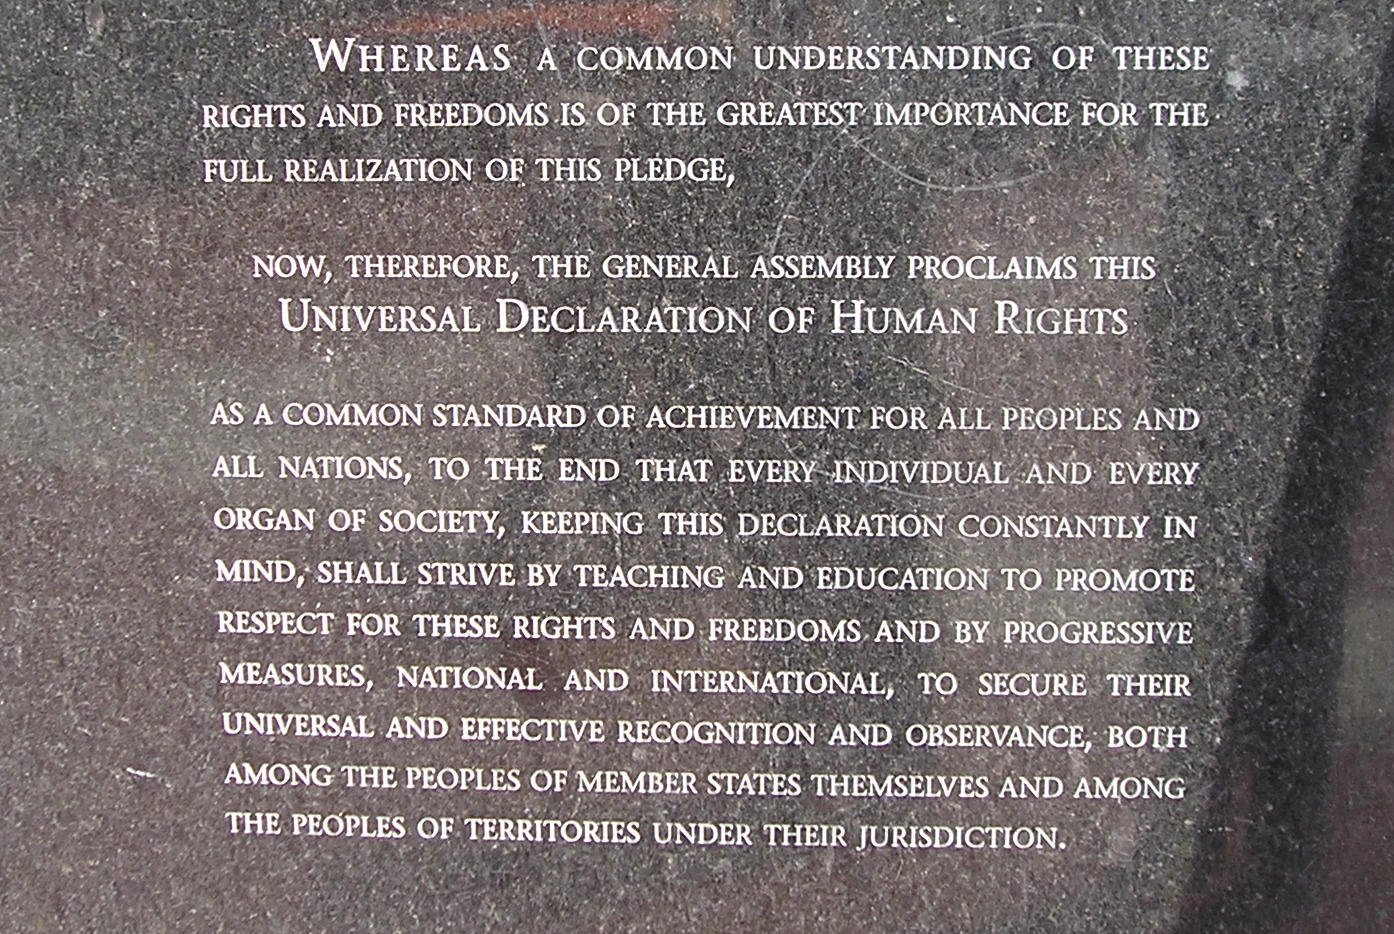 WHEREAS A COMMON UNDERSTANDING OF THESE
RIGHTS AND FREEDOMS IS OF THE GREATEST IMPORTANCE FOR THE
FULL REALIZATION OF THIS PLEDGE,
NOW, THEREFORE, THE GENERAL ASSEMBLY PROCLAIMS THIS
UNIVERSAL DECLARATION OF HUMAN RIGHTS
AS A COMMON STANDARD OF ACHIEVEMENT FOR ALL PEOPLES AND
ALL NATIONS, TO THE END THAT EVERY INDIVIDUAL AND EVERY
ORGAN OF SOCIETY, KEEPING THIS DECLARATION CONSTANTLY IN
MIND, SHALL STRIVE BY TEACHING AND EDUCATION TO PROMOTE
RESPECT FOR THESE RIGHTS AND FREEDOMS AND BY PROGRESSIVE
MEASURES, NATIONAL AND INTERNATIONAL, TO SECURE THEIR
UNIVERSAL AND EFFECTIVE RECOGNITION AND OBSERVANCE, BOTH
AMONG THE PEOPLES OF MEMBER STATES THEMSELVES AND AMONG
THE PEOPLES OF TERRITORIES UNDER THEIR JURISDICTION.